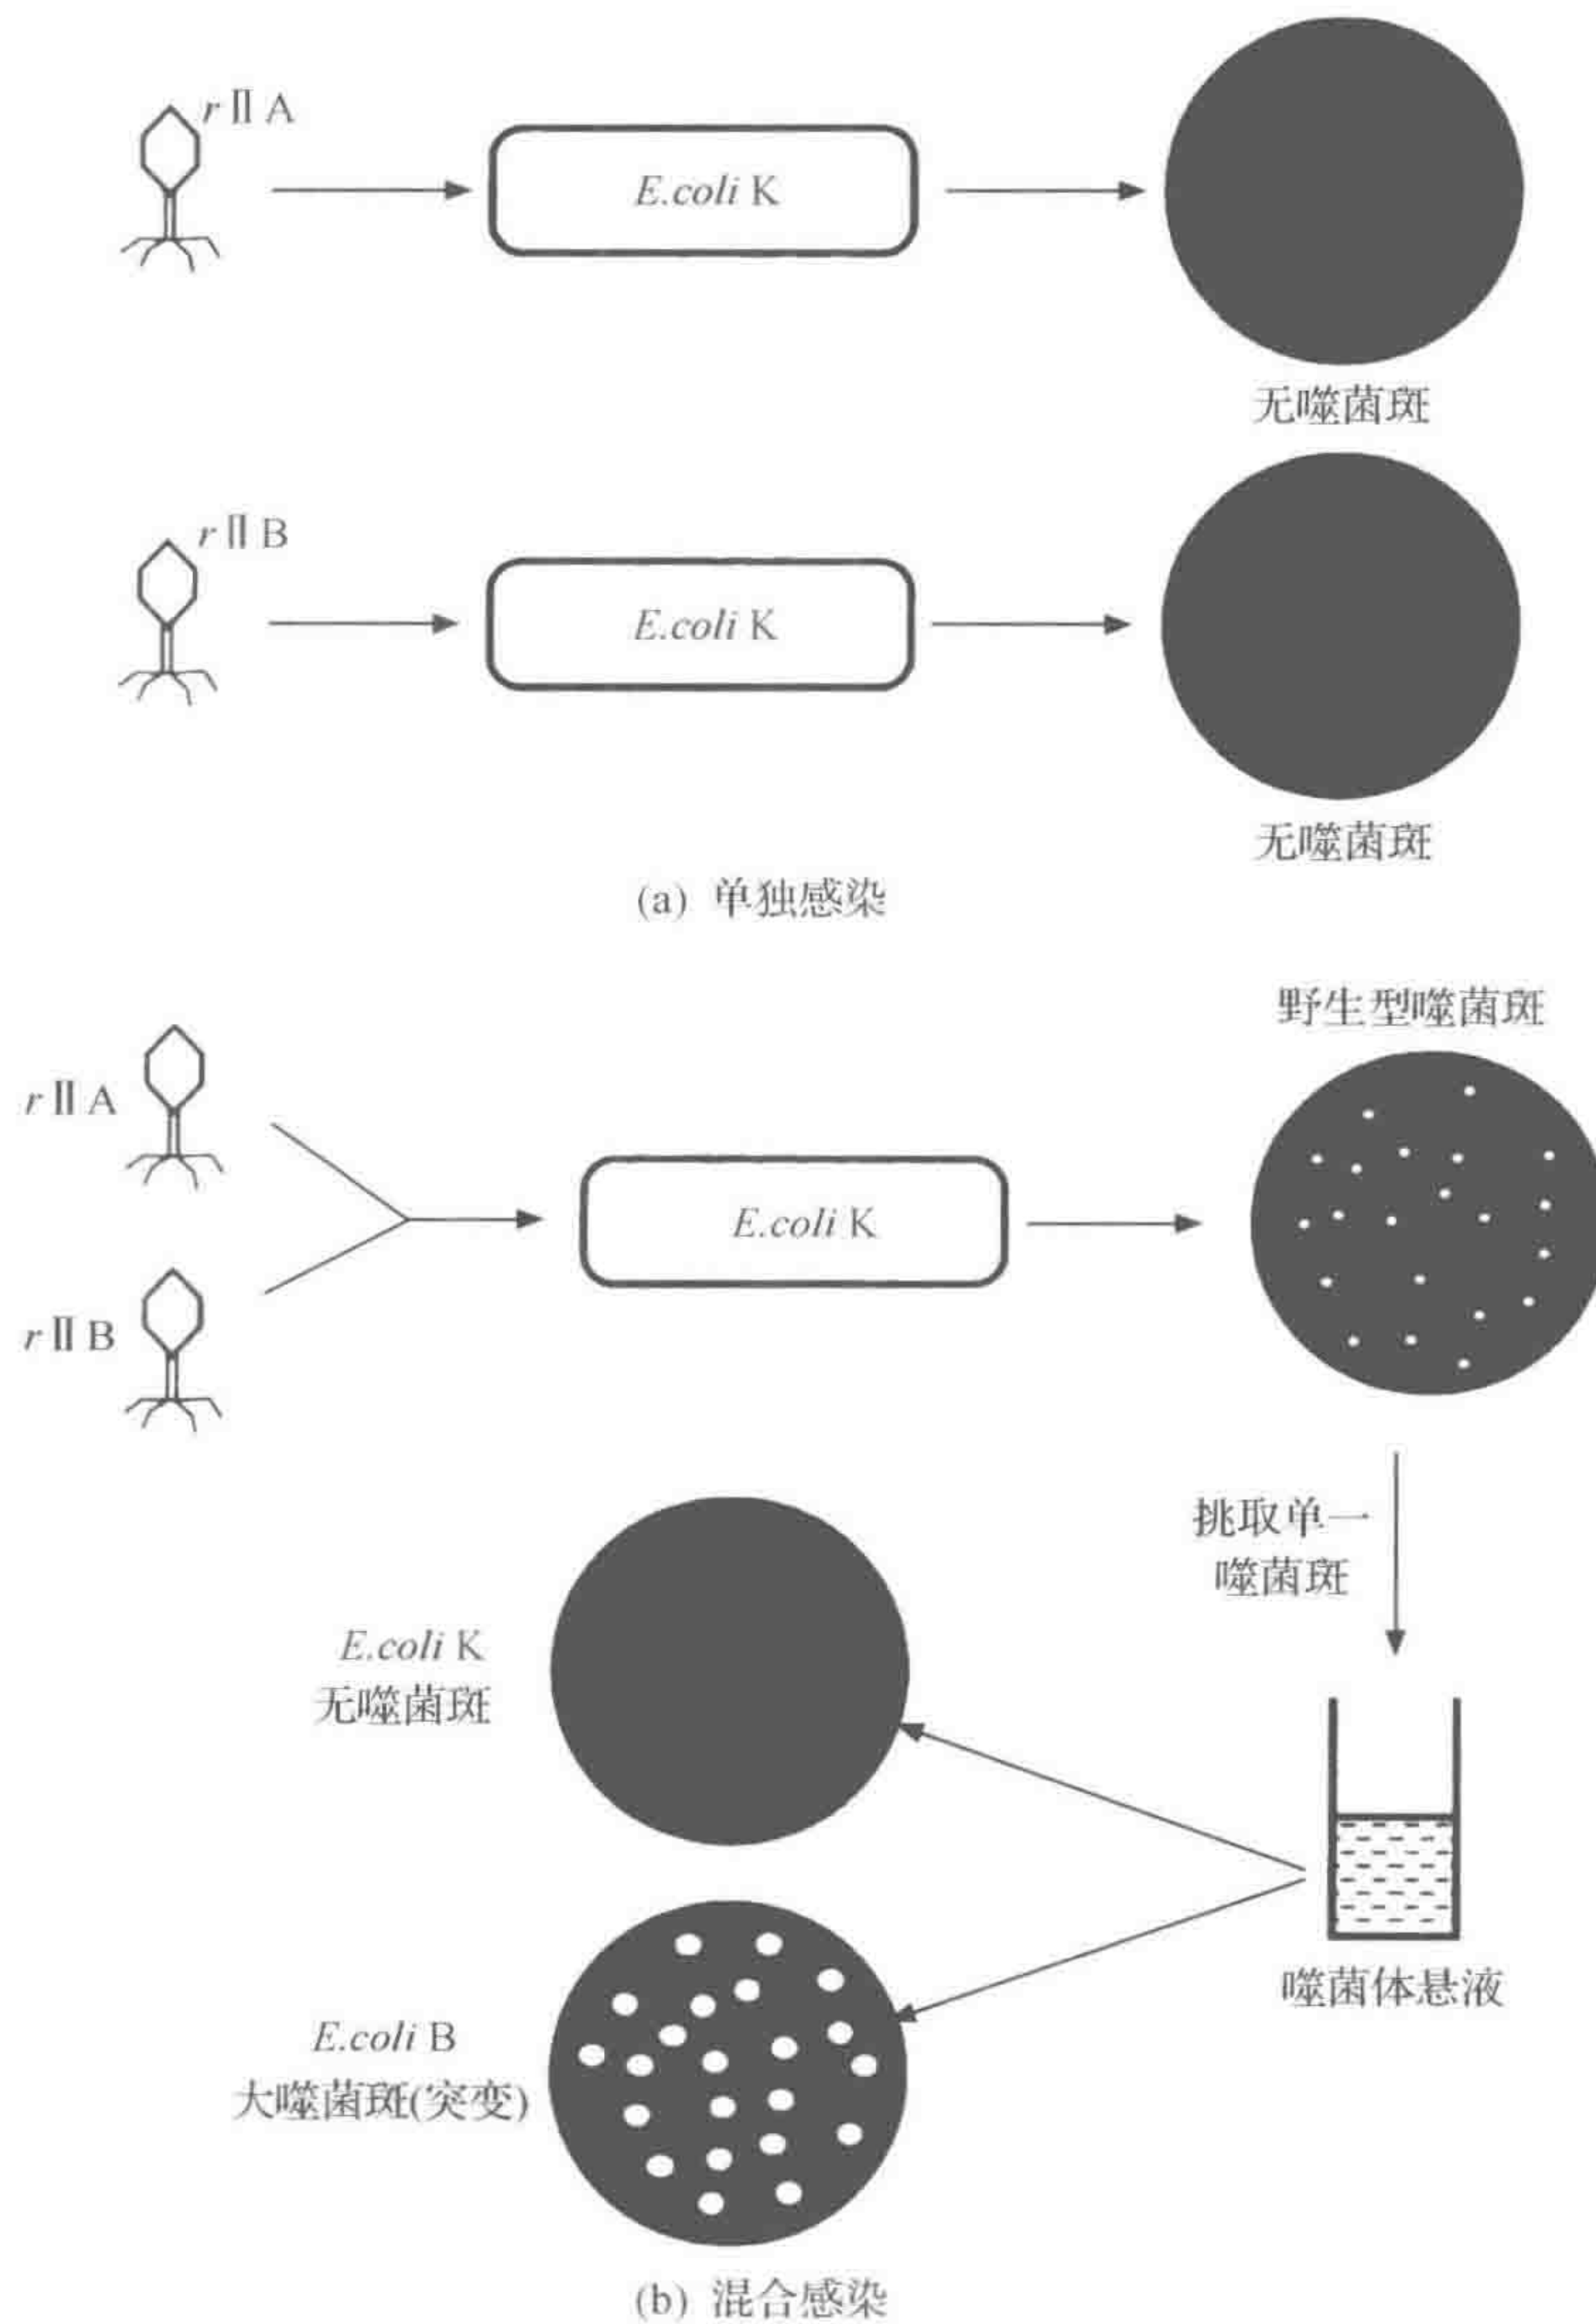 rⅡA
E.coli K
无噬菌斑
rⅡB
E.coli K
无噬菌斑
(a) 单独感染
野生型噬菌斑
rⅡA
E.coli K
rⅡB
挑取单一
噬菌斑
E.coli K
无噬菌斑
噬菌体悬液
E.coli B
大噬菌斑(突变)
(b) 混合感染